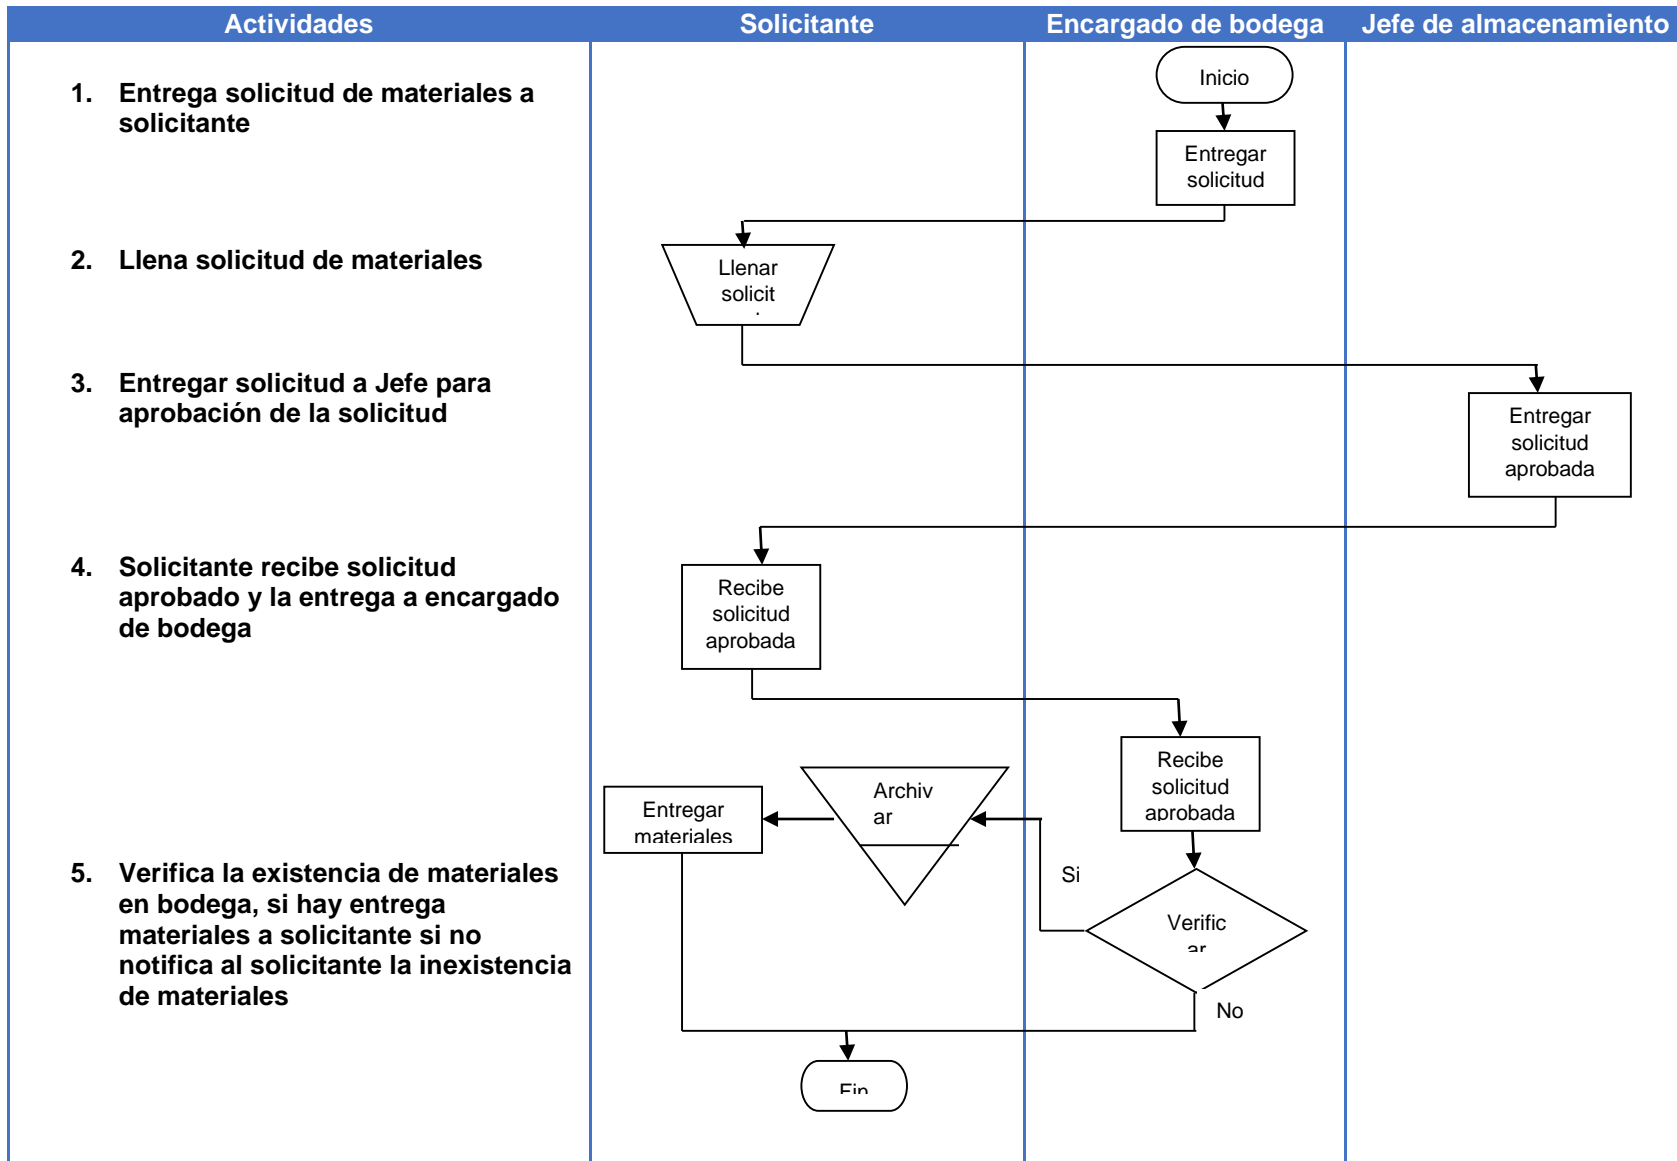 Actividades
Solicitante
Encargado de bodega
Jefe de almacenamiento
1. Entrega solicitud de materiales a
solicitante
Inicio
Entregar
solicitud
2. Llena solicitud de materiales
Llenar
solicit
3. Entregar solicitud a Jefe para
aprobación de la solicitud
Entregar
solicitud
aprobada
4. Solicitante recibe solicitud
aprobado y la entrega a encargado
de bodega
Recibe
solicitud
aprobada
Recibe
solicitud
aprobada
Archiv
ar
Entregar
materiales
5. Verifica la existencia de materiales
en bodega, si hay entrega
materiales a solicitante si no
notifica al solicitante la inexistencia
de materiales
Si
Verific
ar
No
Fin